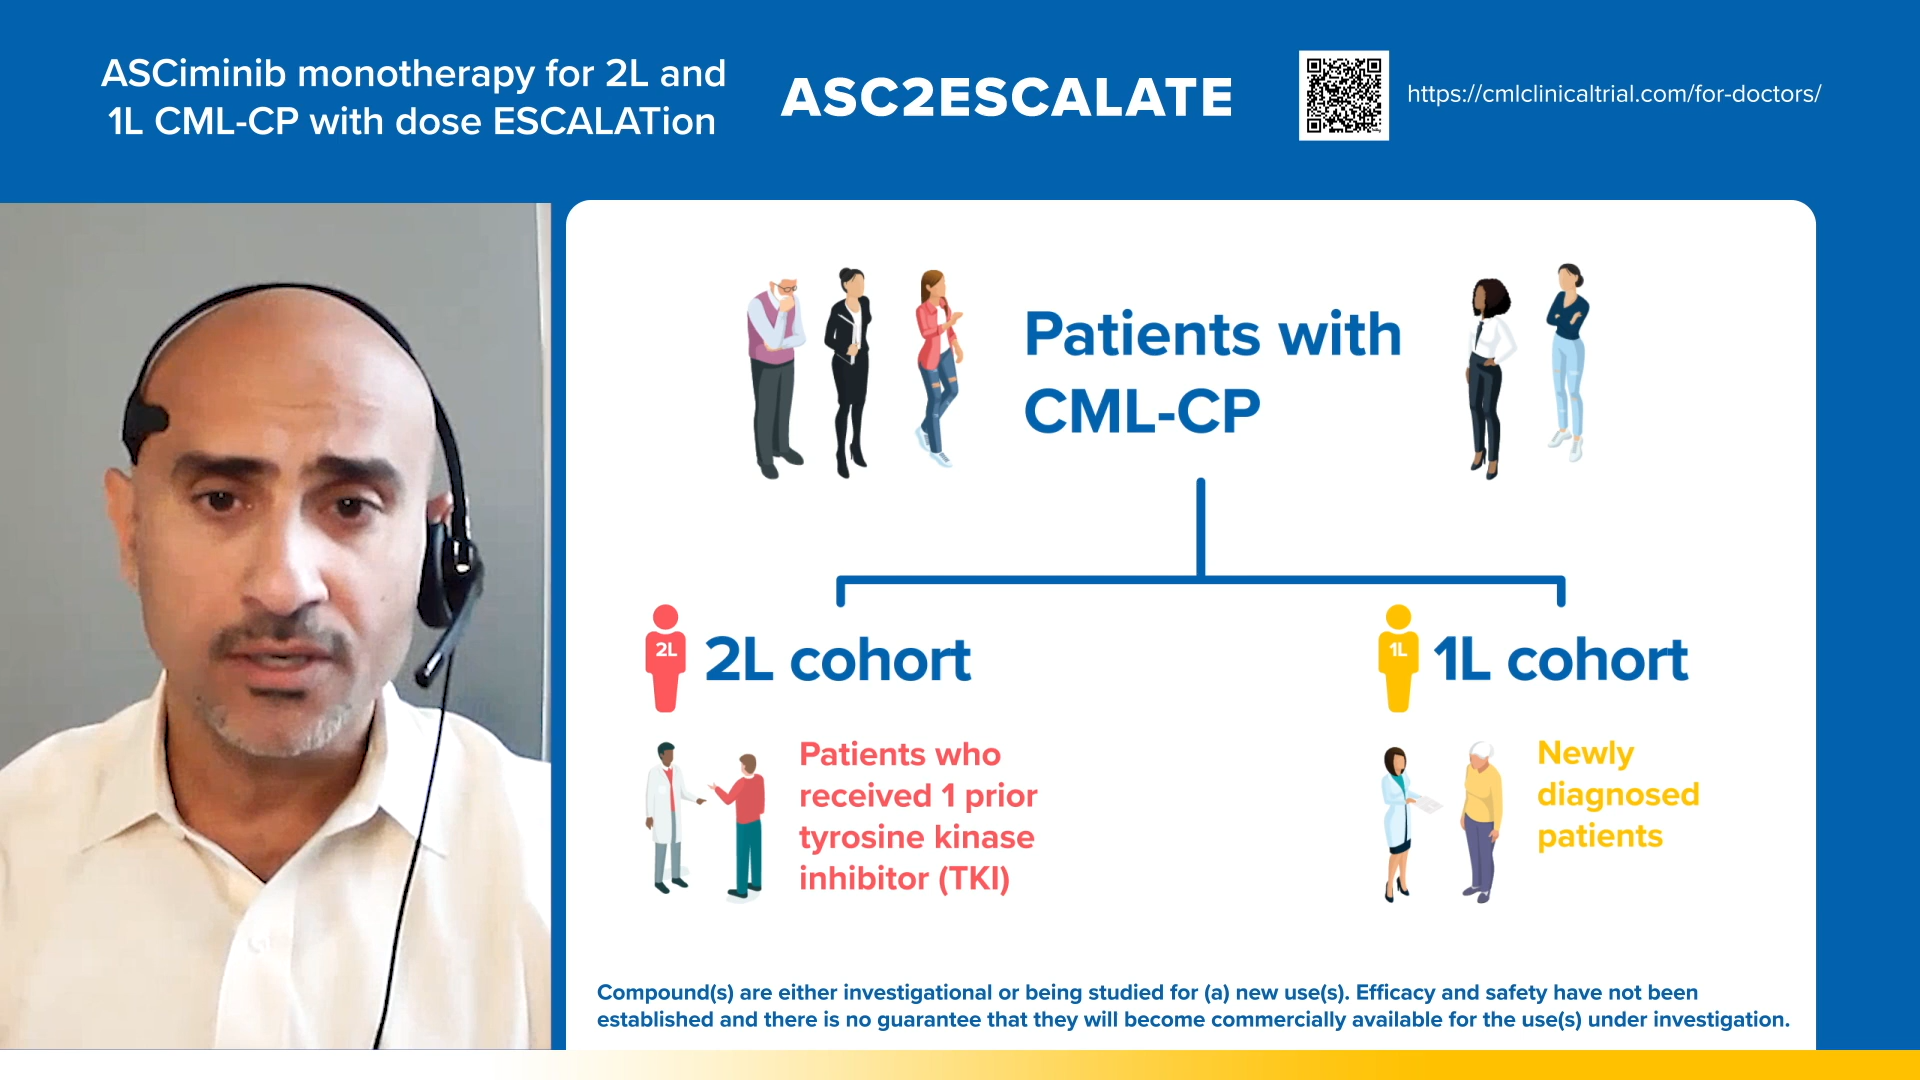 ASCiminib monotherapy for 2L and
1L CML-CP with dose ESCALATion
ASC2ESCALATE
https://cmlclinicaltrial.com/for-doctors/
Patients with
CML-CP
2L
2L cohort
1L
1L cohort
Patients who
received 1 prior
tyrosine kinase
inhibitor (TKI)
Newly
diagnosed
patients
Compound(s) are either investigational or being studied for (a) new use(s). Efficacy and safety have not been
established and there is no guarantee that they will become commercially available for the use(s) under investigation.